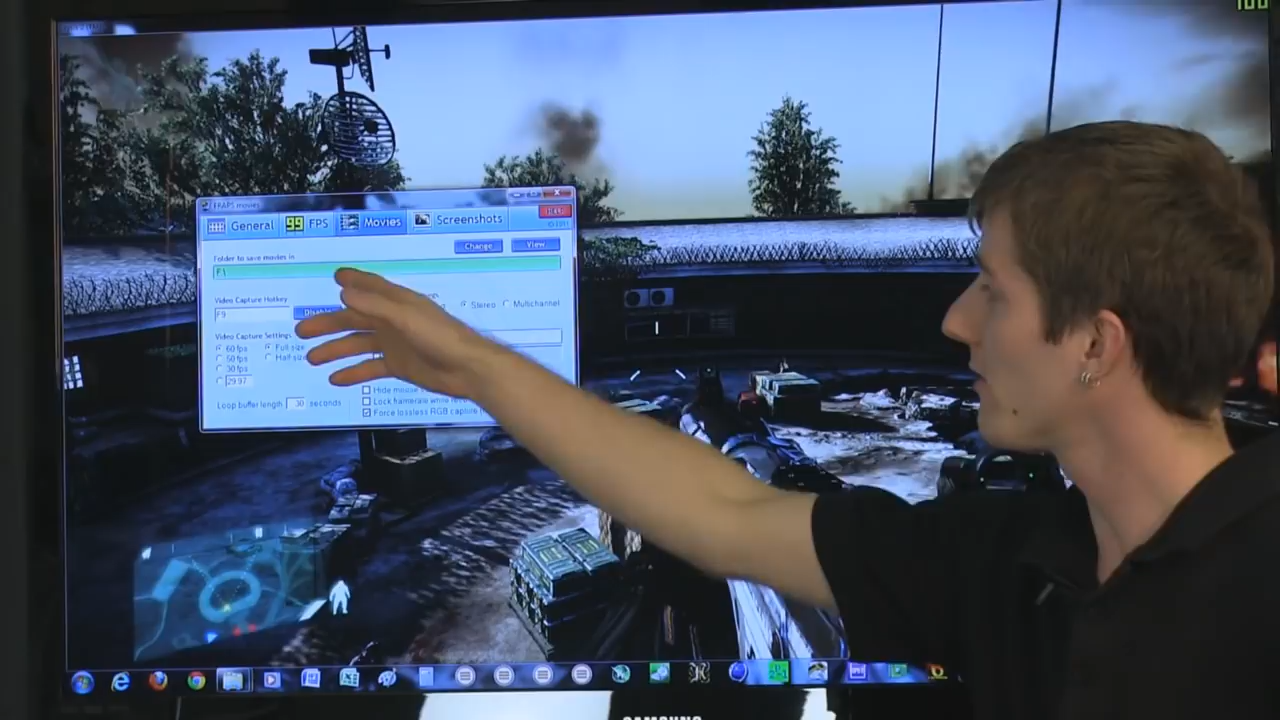 100
FRAPS movies
General
99 FPS
Movies
Screenshots
Change
View
Folder to save movies in
F:\
Video Capture Hotkey
F9
Disable
Stereo
Multichannel
Video Capture Settings
60 fps
Full-size
50 fps
Half-size
30 fps
29.97
Hide mouse
Lock framerate while
Force lossless RGB capture
Loop buffer length 30 seconds
SAMSUNG